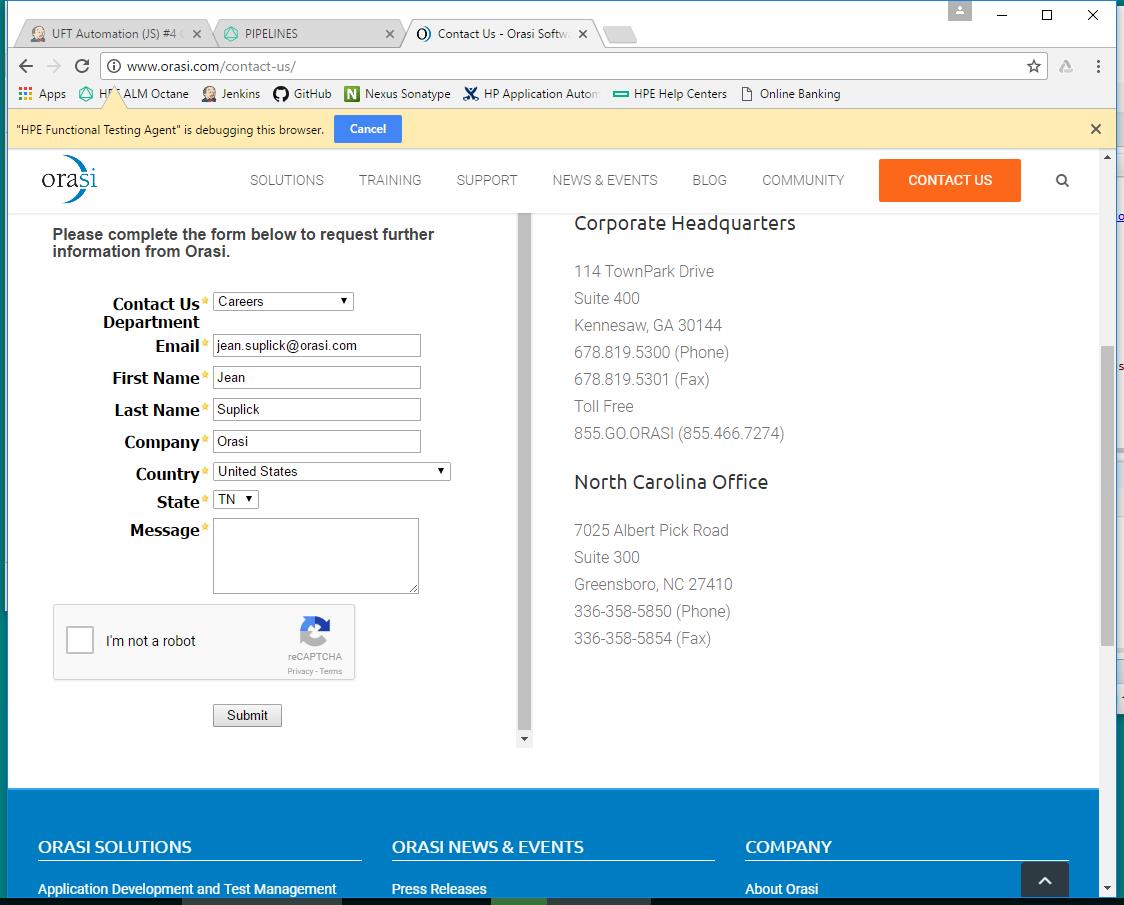 UFT Automation (JS) #4
PIPELINES
Contact Us - Orasi Softw
www.orasi.com/contact-us/
Apps
ALM Octane
Jenkins
GitHub
Nexus Sonatype
HP Application Autom
HPE Help Centers
Online Banking
"HPE Functional Testing Agent" is debugging this browser.
Cancel
orasi
SOLUTIONS
TRAINING
SUPPORT
NEWS & EVENTS
BLOG
COMMUNITY
CONTACT US
Please complete the form below to request further
information from Orasi.
Contact Us
Department
Careers
Email
jean.suplick@orasi.com
First Name
Jean
Last Name
Suplick
Company
Orasi
Country
United States
State
TN
Message
I'm not a robot
reCAPTCHA
Privacy - Terms
Submit
Corporate Headquarters
114 TownPark Drive
Suite 400
Kennesaw, GA 30144
678.819.5300 (Phone)
678.819.5301 (Fax)
Toll Free
855.GO.ORASI (855.466.7274)
North Carolina Office
7025 Albert Pick Road
Suite 300
Greensboro, NC 27410
336-358-5850 (Phone)
336-358-5854 (Fax)
ORASI SOLUTIONS
Application Development and Test Management
ORASI NEWS & EVENTS
Press Releases
COMPANY
About Orasi